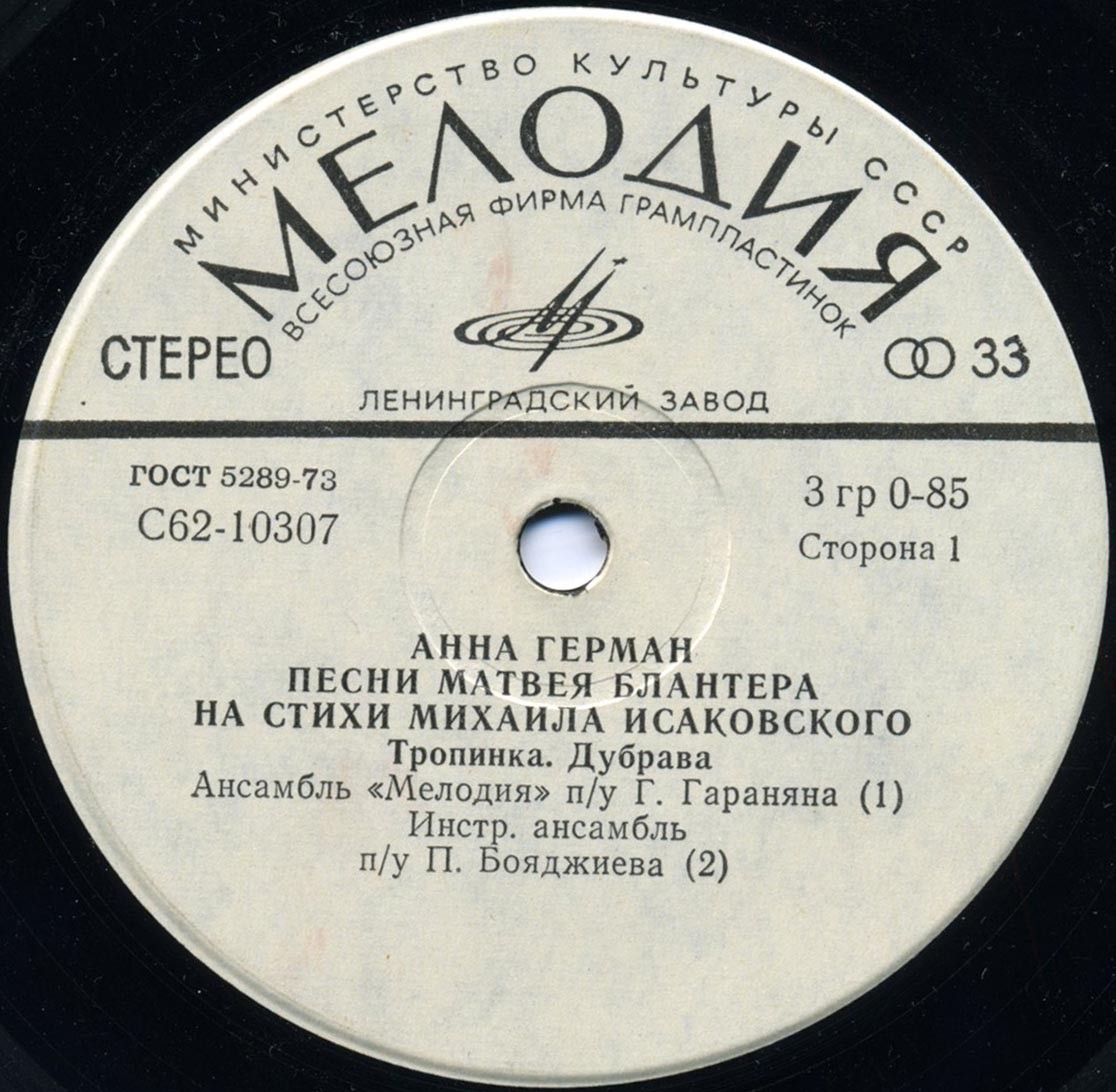 МИНИСТЕРСТВО КУЛЬТУРЫ СССР
МЕЛОДИЯ
ВСЕСОЮЗНАЯ ФИРМА ГРАМПЛАСТИНОК
СТЕРЕО
33
ЛЕНИНГРАДСКИЙ ЗАВОД
ГОСТ 5289-73
С62-10307
3 гр 0-85
Сторона 1
АННА ГЕРМАН
ПЕСНИ МАТВЕЯ БЛАНТЕРА
НА СТИХИ МИХАИЛА ИСАКОВСКОГО
Тропинка. Дубрава
Ансамбль «Мелодия» п/у Г. Гараняна (1)
Инстр. ансамбль
п/у П. Бояджиева (2)